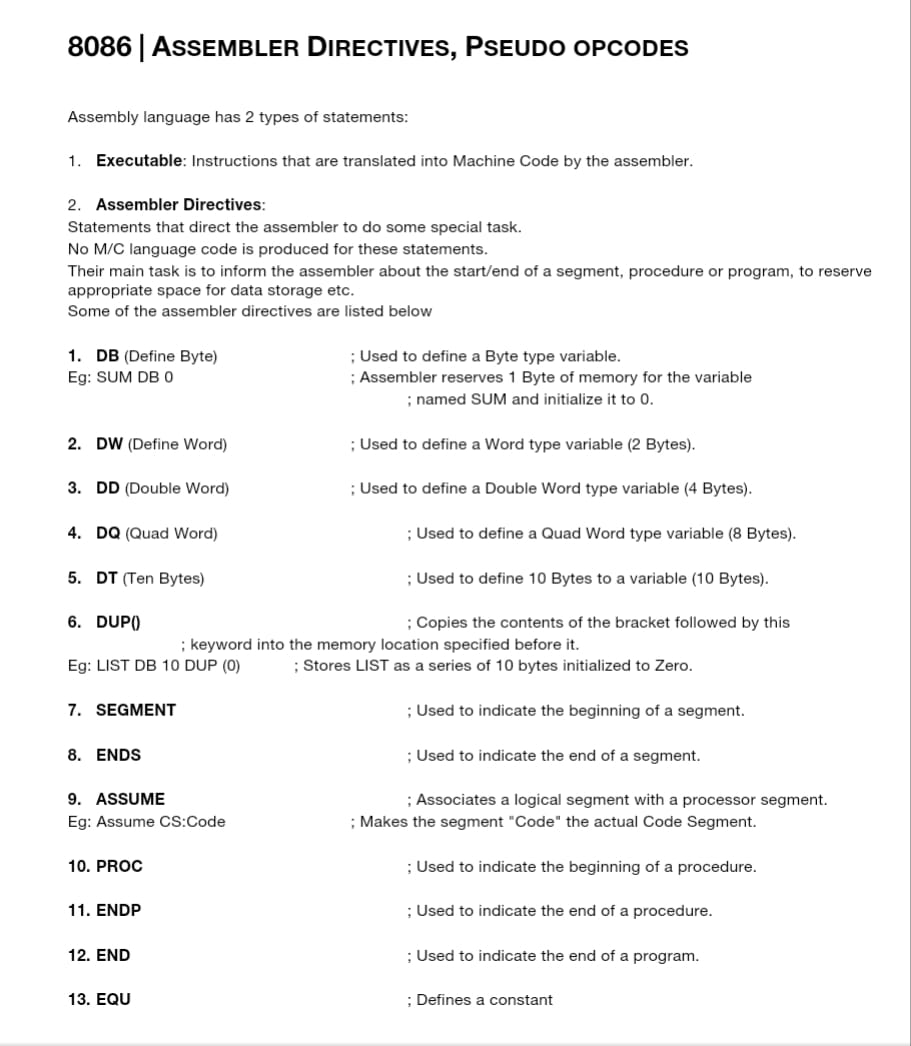 8086 | ASSEMBLER DIRECTIVES, PSEUDO OPCODES
Assembly language has 2 types of statements:
1. Executable: Instructions that are translated into Machine Code by the assembler.
2. Assembler Directives:
Statements that direct the assembler to do some special task.
No M/C language code is produced for these statements.
Their main task is to inform the assembler about the start/end of a segment, procedure or program, to reserve
appropriate space for data storage etc.
Some of the assembler directives are listed below
1. DB (Define Byte) ; Used to define a Byte type variable.
Eg: SUM DB 0 ; Assembler reserves 1 Byte of memory for the variable
; named SUM and initialize it to 0.
2. DW (Define Word) ; Used to define a Word type variable (2 Bytes).
3. DD (Double Word) ; Used to define a Double Word type variable (4 Bytes).
4. DQ (Quad Word) ; Used to define a Quad Word type variable (8 Bytes).
5. DT (Ten Bytes) ; Used to define 10 Bytes to a variable (10 Bytes).
6. DUP() ; Copies the contents of the bracket followed by this
; keyword into the memory location specified before it.
Eg: LIST DB 10 DUP (0) ; Stores LIST as a series of 10 bytes initialized to Zero.
7. SEGMENT ; Used to indicate the beginning of a segment.
8. ENDS ; Used to indicate the end of a segment.
9. ASSUME ; Associates a logical segment with a processor segment.
Eg: Assume CS:Code ; Makes the segment "Code" the actual Code Segment.
10. PROC ; Used to indicate the beginning of a procedure.
11. ENDP ; Used to indicate the end of a procedure.
12. END ; Used to indicate the end of a program.
13. EQU ; Defines a constant